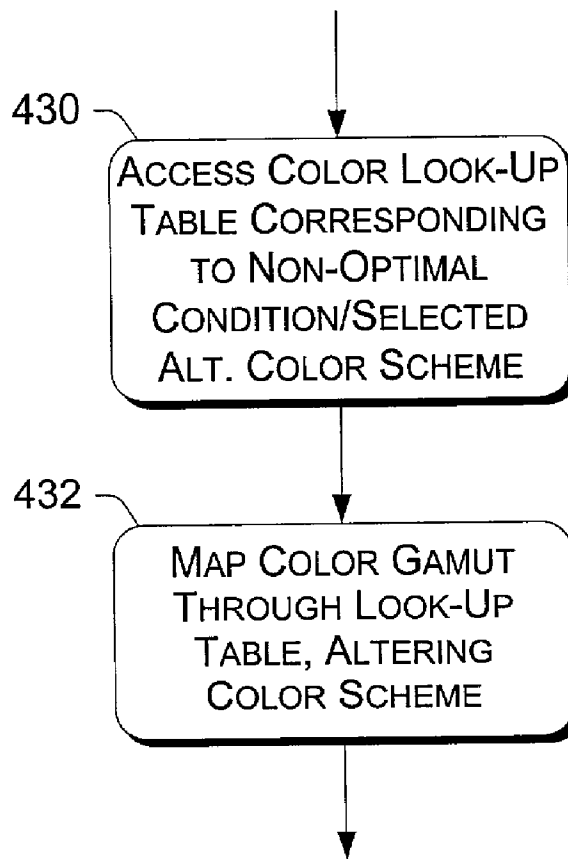 430
ACCESS COLOR LOOK-UP
TABLE CORRESPONDING
TO NON-OPTIMAL
CONDITION/SELECTED
ALT. COLOR SCHEME
432
MAP COLOR GAMUT
THROUGH LOOK-UP
TABLE, ALTERING
COLOR SCHEME